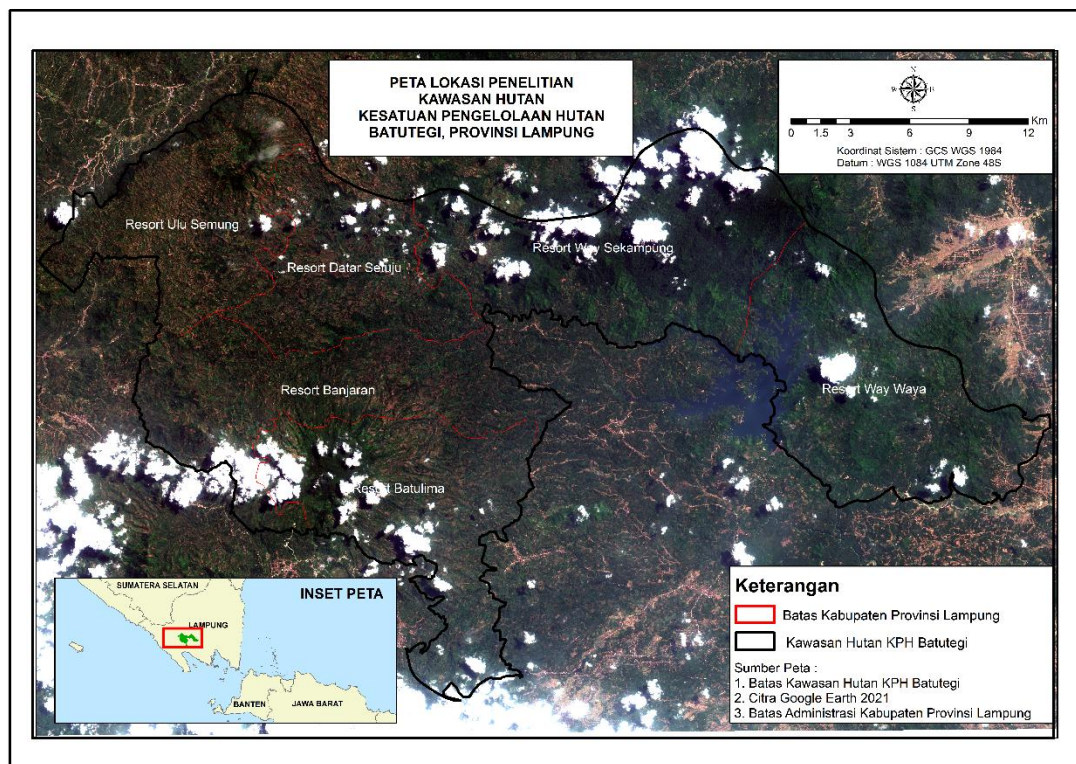 PETA LOKASI PENELITIAN
KAWASAN HUTAN
KESATUAN PENGELOLAAN HUTAN
BATUTEGI, PROVINSI LAMPUNG
N
W E
S
0 1.5 3 6 9 12 Km
Koordinat Sistem : GCS WGS 1984
Datum : WGS 1084 UTM Zone 48S
Resort Ulu Semung
Resort Way Sekampung
Resort Datar Seluju
Resort Banjaran
Resort Way Waya
Resort Batulima
SUMATERA SELATAN
INSET PETA
LAMPUNG
BANTEN
JAWA BARAT
Keterangan
Batas Kabupaten Provinsi Lampung
Kawasan Hutan KPH Batutegi
Sumber Peta :
1. Batas Kawasan Hutan KPH Batutegi
2. Citra Google Earth 2021
3. Batas Administrasi Kabupaten Provinsi Lampung